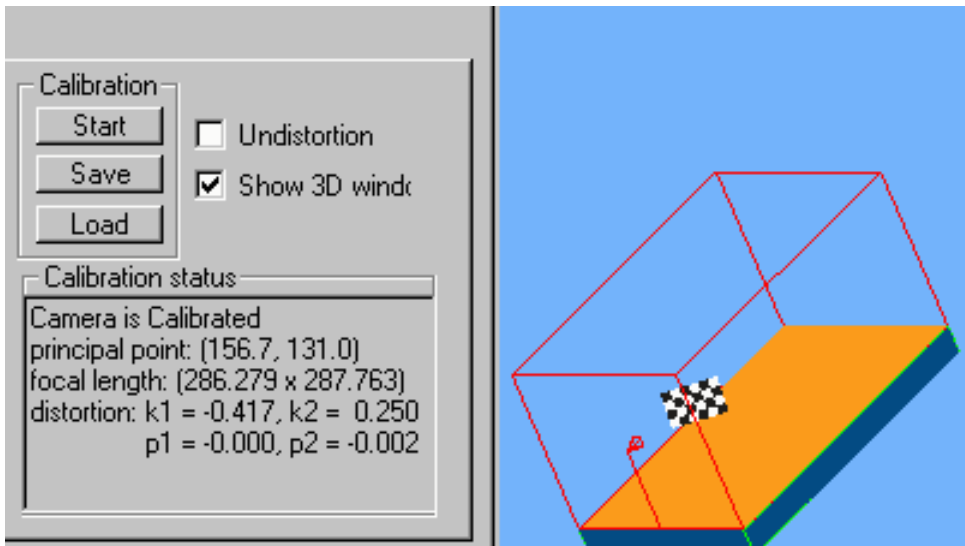 Calibration
Start
Undistortion
Save
Show 3D windo
Load
Calibration status
Camera is Calibrated
principal point: (156.7, 131.0)
focal length: (286.279 x 287.763)
distortion: k1 = -0.417, k2 = 0.250
p1 = -0.000, p2 = -0.002